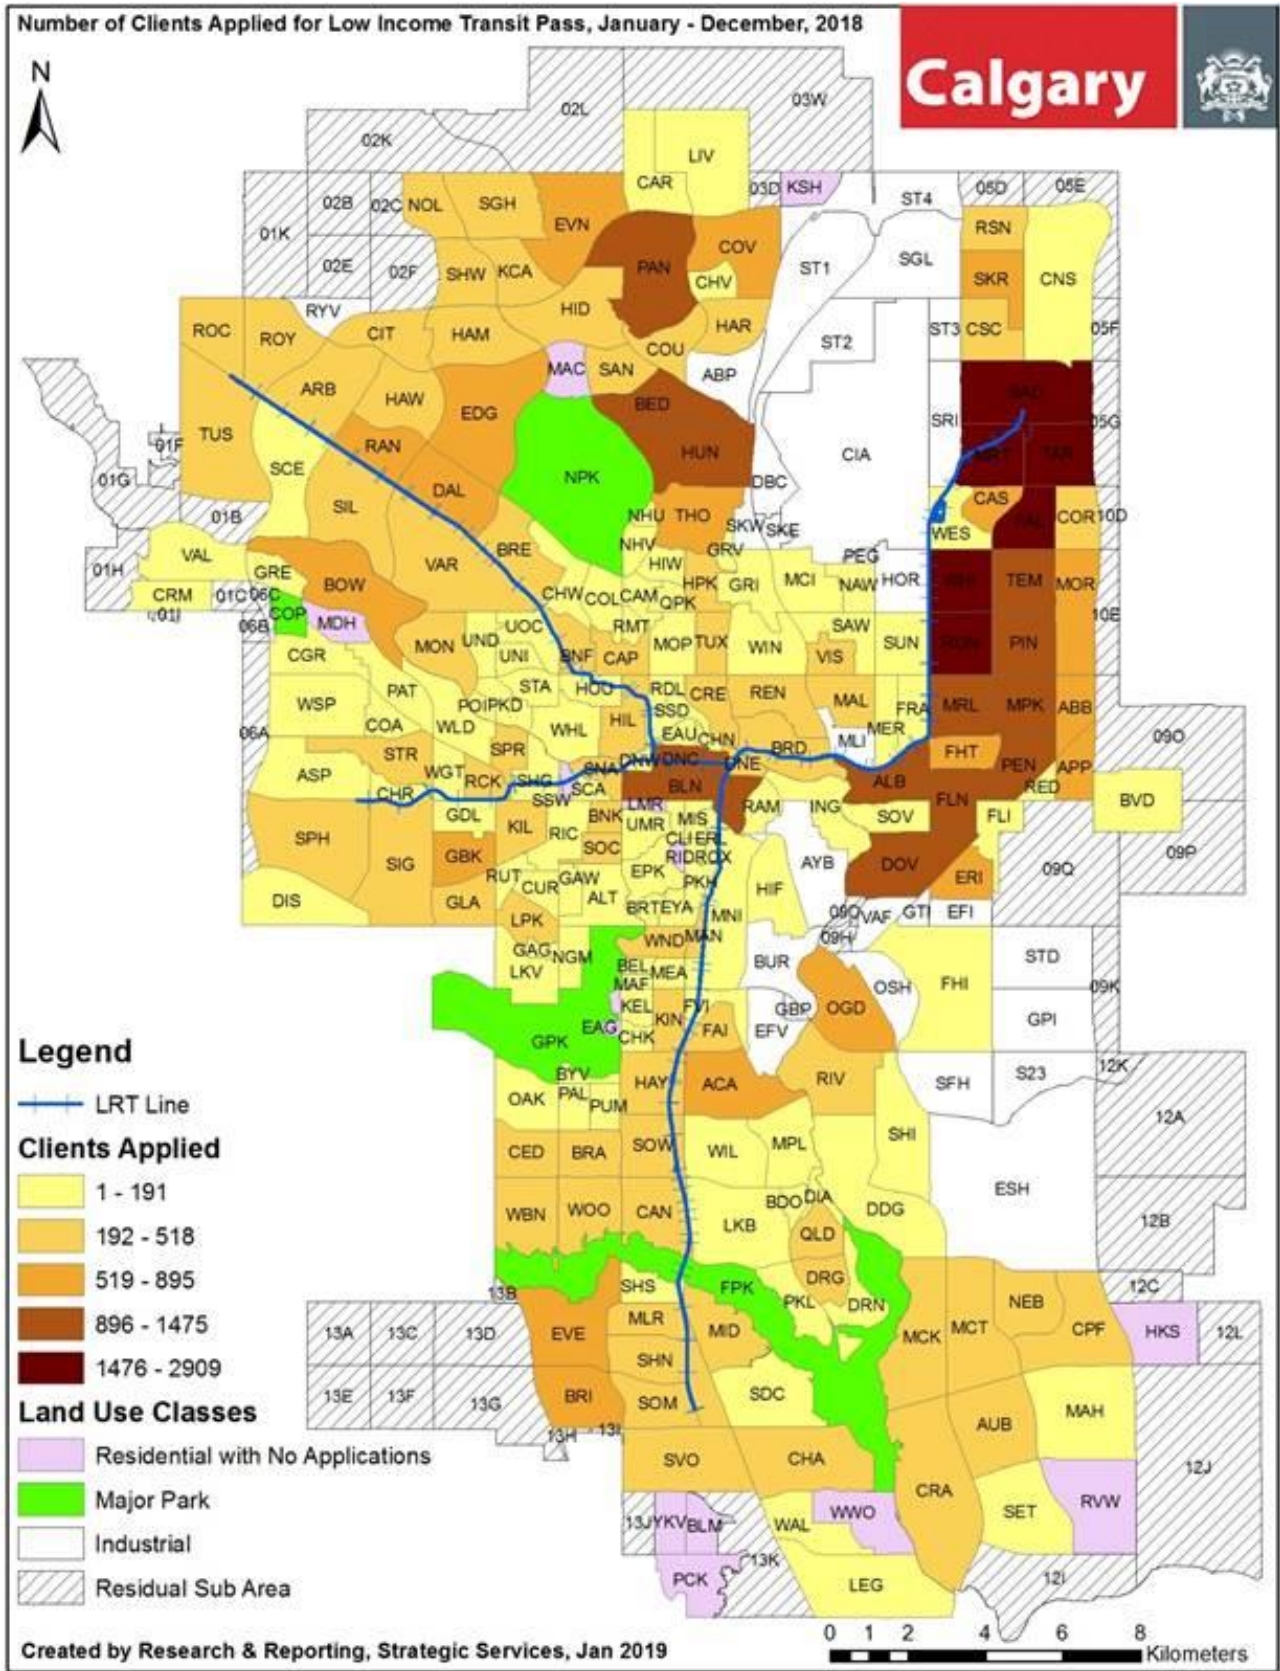 Number of Clients Applied for Low Income Transit Pass, January - December, 2018
Calgary
N
02L 03W
02K
LIV
CAR
03D KSH
05D 05E
ST4
02B 02C NOL SGH
EVN
RSN
01K
COV
SGL
02E 02F SHW KCA PAN CHV ST1 SKR CNS
RYV
HID
ROC ROY CIT HAM COU HAR ST2 ST3 CSC 05F
MAC SAN ABP
ARB HAW EDG BED
SRI 05G
TUS RAN
01F HUN CIA
SCE NPK DBC
01G DAL
SIL CAS
01B NHU THO SKW SKE WES COR 10D
VAL BRE NHV GRV PEG
01H VAR HIW
GRE BOW HPK GRI MCI NAW HOR TEM MOR
CRM 01C 06C CHW COL CAM QPK
01J COP MDH 10E
06B UOC RMT SAW
CGR MON UND UNI BNF CAP MOP TUX WIN VIS SUN PIN
WSP PAT STA HOU RDL CRE REN MAL MRL MPK ABB
POI PKD SSD FRA
COA WLD WHL HIL EAU CHN MER
06A STR SPR BRD MLI FHT 09O
ASP WGT RCK SHG SNA DNW DNC ALB PEN APP
CHR SSW SCA BLN FLN RED BVD
GDL LMR RAM ING SOV FLI
SPH KIL RIC BNK UMR MIS
SIG GBK SOC CLI AYB 09P
RUT RID ROX DOV ERI 09Q
DIS GLA CUR GAW EPK PKH HIF
ALT BRT EYA VAF GTI EFI
LPK MNI 09H
GAG NGM WND MAN STD
LKV BEL MEA BUR
MAF OSH FHI 09K
KEL FVI GBP OGD
EAG KIN FAI EFV GPI
GPK CHK
BYV RIV SFH S23 12K
OAK PAL HAY ACA
PUM 12A
CED BRA SOW WIL MPL SHI
ESH
WBN WOO CAN BDO DIA DDG 12B
LKB QLD
13B SHS FPK DRG 12C
PKL DRN NEB
13A 13C 13D EVE MLR MID MCK MCT CPF HKS 12L
SHN
13E 13F 13G BRI SOM SDC AUB MAH
13H 13I
SVO CHA 12J
CRA
13J YKV BLM WAL WWO SET RVW
PCK 13K LEG 12I
Legend
LRT Line
Clients Applied
1 - 191
192 - 518
519 - 895
896 - 1475
1476 - 2909
Land Use Classes
Residential with No Applications
Major Park
Industrial
Residual Sub Area
Created by Research & Reporting, Strategic Services, Jan 2019
0 1 2 4 6 8
Kilometers